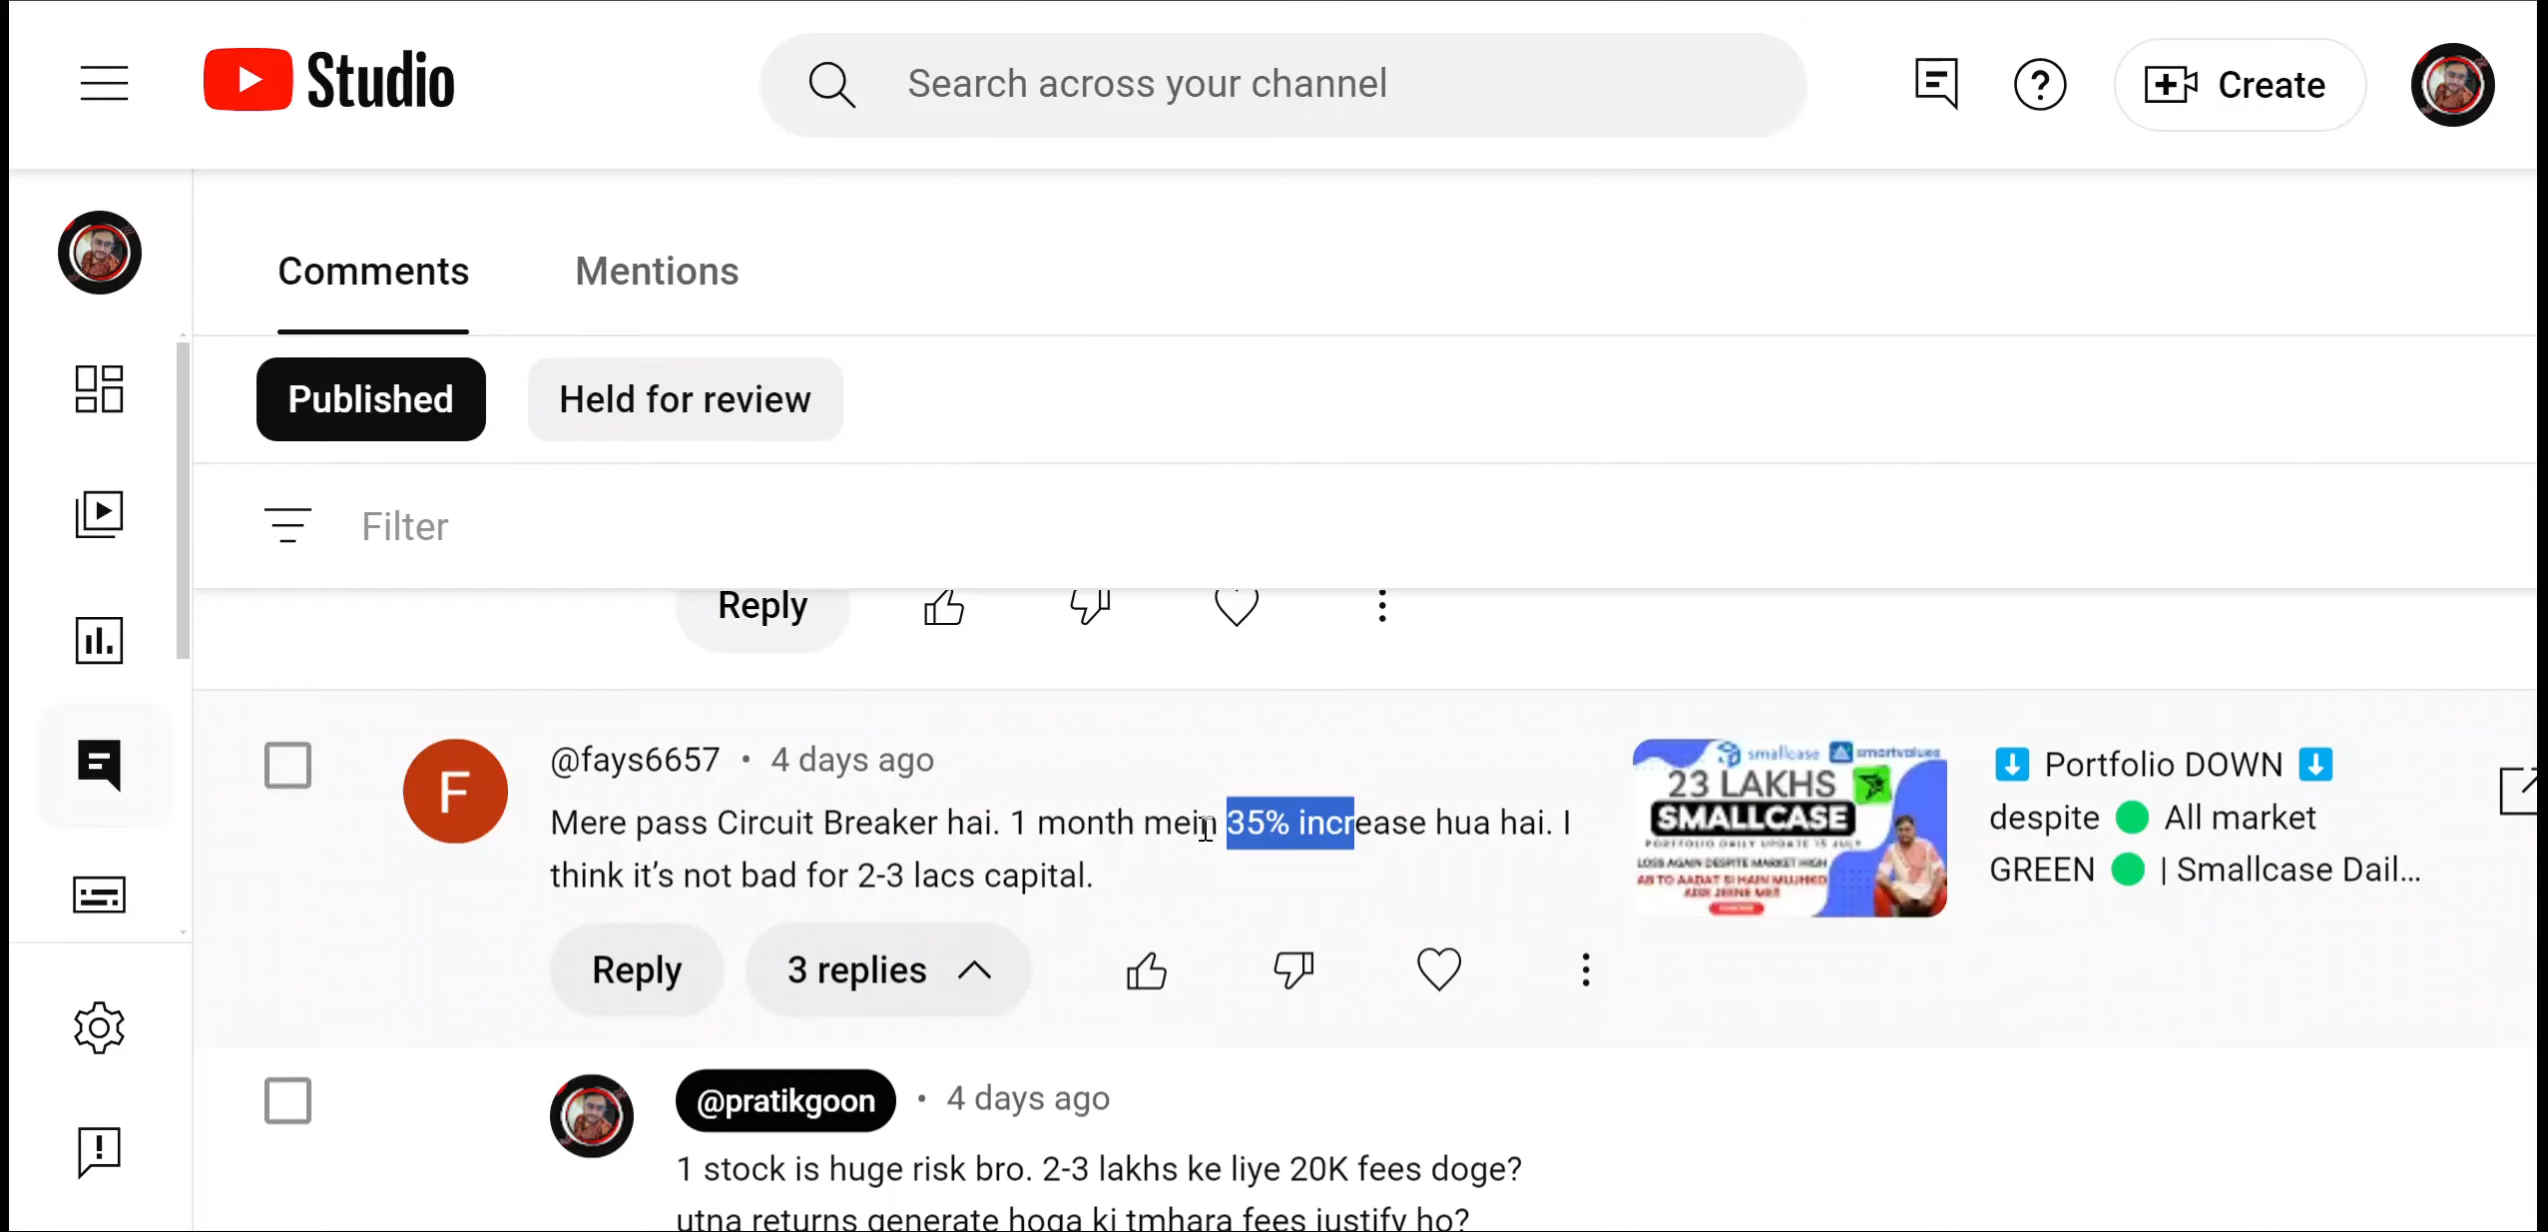 Studio
Search across your channel
Create
Comments
Mentions
Published
Held for review
Filter
Reply
F
@fays6657 • 4 days ago
Mere pass Circuit Breaker hai. 1 month mein 35% increase hua hai. I
think it’s not bad for 2-3 lacs capital.
Reply
3 replies
smallcase smartvalues
23 LAKHS
SMALLCASE
PORTFOLIO DAILY UPDATE 15 JULY
LOSS AGAIN DESPITE MARKET HIGH
AB TO AADAT SI HAIN MUJHKO
AISE JEENE MEI
Portfolio DOWN
despite All market
GREEN | Smallcase Dail...
@pratikgoon • 4 days ago
1 stock is huge risk bro. 2-3 lakhs ke liye 20K fees doge?
utna returns generate hoga ki tmhara fees justify ho?